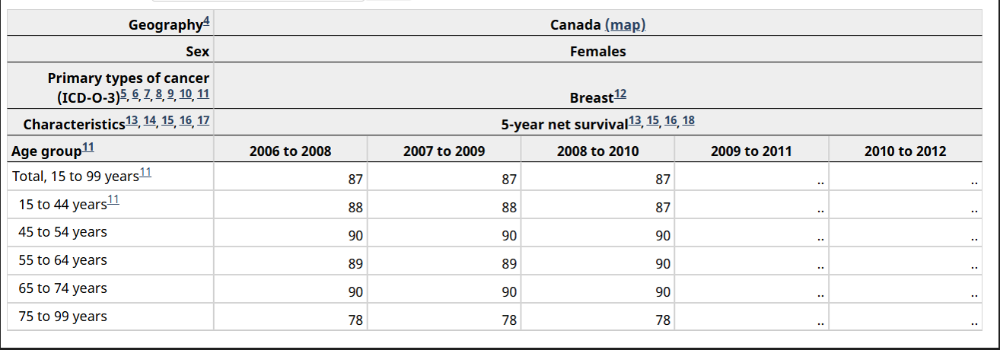 Geography4 Canada (map)
Sex Females
Primary types of cancer
(ICD-O-3)5, 6, 7, 8, 9, 10, 11 Breast12
Characteristics13, 14, 15, 16, 17 5-year net survival13, 15, 16, 18
Age group11 2006 to 2008 2007 to 2009 2008 to 2010 2009 to 2011 2010 to 2012
Total, 15 to 99 years11 87 87 87 .. ..
15 to 44 years11 88 88 87 .. ..
45 to 54 years 90 90 90 .. ..
55 to 64 years 89 89 90 .. ..
65 to 74 years 90 90 90 .. ..
75 to 99 years 78 78 78 .. ..